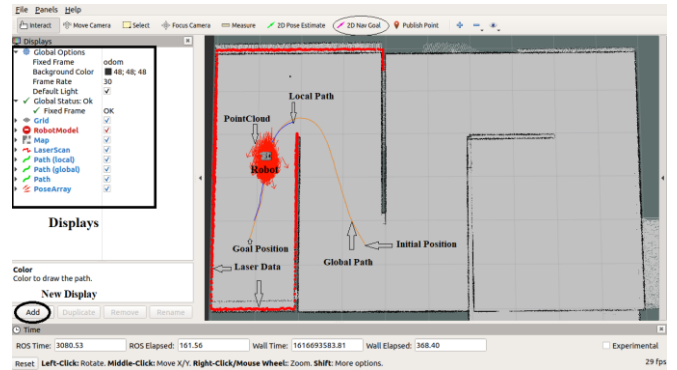 File Panels Help
Interact Move Camera Select Focus Camera Measure 2D Pose Estimate 2D Nav Goal Publish Point
Displays
Global Options
Fixed Frame odom
Background Color 48; 48; 48
Frame Rate 30
Default Light
Global Status: Ok
Fixed Frame OK
Grid
RobotModel
Map
LaserScan
Path (local)
Path (global)
Path
PoseArray
Displays
Color
Color to draw the path.
New Display
Add Duplicate Remove Rename
Local Path
PointCloud
Robot
Goal Position
Initial Position
Global Path
Laser Data
Time
ROS Time: 3080.53 ROS Elapsed: 161.56 Wall Time: 1616693583.81 Wall Elapsed: 368.40 Experimental
Reset Left-Click: Rotate. Middle-Click: Move X/Y. Right-Click/Mouse Wheel:: Zoom. Shift: More options. 29 fps